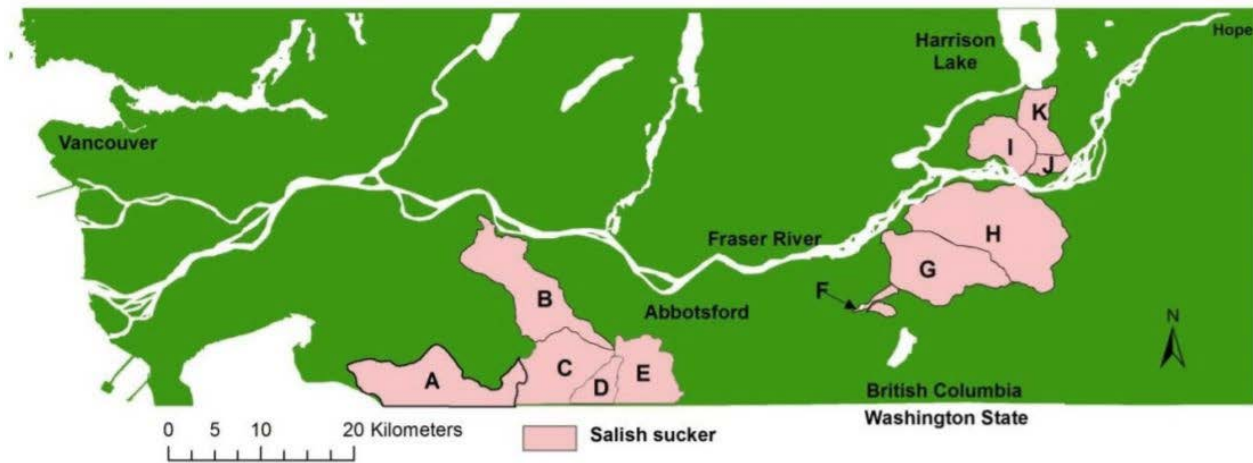 Hope
Harrison
Lake
K
Vancouver
I
J
H
Fraser River
G
F
B
Abbotsford
N
C
E
A
D
British Columbia
Washington State
0 5 10 20 Kilometers
Salish sucker